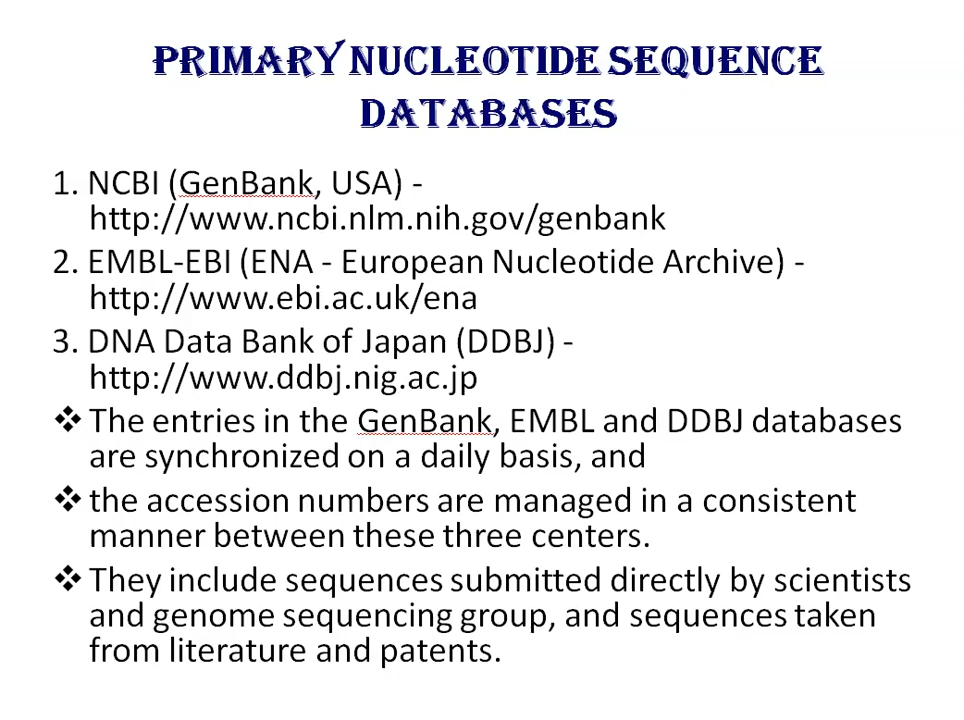 PRIMARY NUCLEOTIDE SEQUENCE
DATABASES
1. NCBI (GenBank, USA) -
http://www.ncbi.nlm.nih.gov/genbank
2. EMBL-EBI (ENA - European Nucleotide Archive) -
http://www.ebi.ac.uk/ena
3. DNA Data Bank of Japan (DDBJ) -
http://www.ddbj.nig.ac.jp
❖ The entries in the GenBank, EMBL and DDBJ databases
are synchronized on a daily basis, and
❖ the accession numbers are managed in a consistent
manner between these three centers.
❖ They include sequences submitted directly by scientists
and genome sequencing group, and sequences taken
from literature and patents.